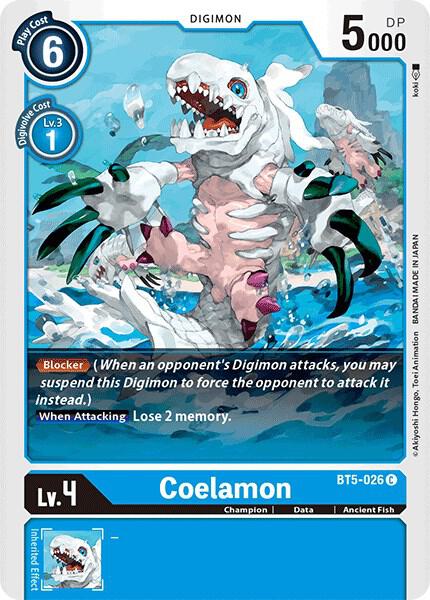 Play Cost
6
DIGIMON
5000
DP
Digivolve Cost
Lv.3
1
koki
©Akiyoshi Hongo, Toei Animation BANDAI MADE IN JAPAN
Blocker (When an opponent's Digimon attacks, you may
suspend this Digimon to force the opponent to attack it
instead.)
When Attacking Lose 2 memory.
Lv.4
Coelamon
BT5-026 C
Champion | Data | Ancient Fish
Inherited Effect
–